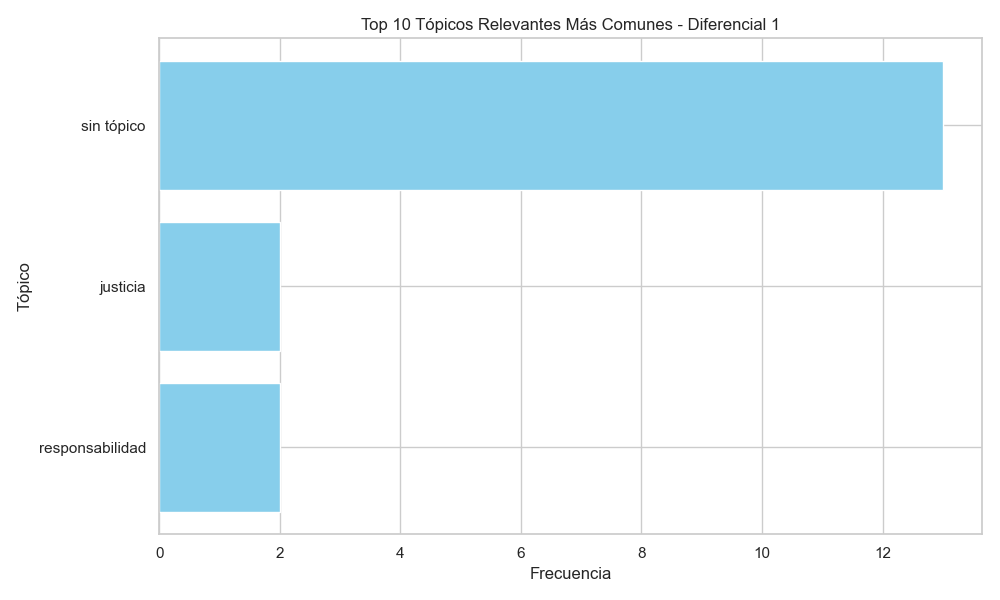 Top 10 Tópicos Relevantes Más Comunes - Diferencial 1
sin tópico
justicia
responsabilidad
Tópico
0 2 4 6 8 10 12
Frecuencia